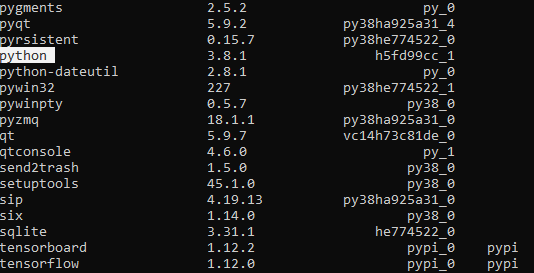 pygments 2.5.2 py_0
pyqt 5.9.2 py38ha925a31_4
pyrsistent 0.15.7 py38he774522_0
python 3.8.1 h5fd99cc_1
python-dateutil 2.8.1 py_0
pywin32 227 py38he774522_1
pywinpty 0.5.7 py38_0
pyzmq 18.1.1 py38ha925a31_0
qt 5.9.7 vc14h73c81de_0
qtconsole 4.6.0 py_1
send2trash 1.5.0 py38_0
setuptools 45.1.0 py38_0
sip 4.19.13 py38ha925a31_0
six 1.14.0 py38_0
sqlite 3.31.1 he774522_0
tensorboard 1.12.2 pypi_0 pypi
tensorflow 1.12.0 pypi_0 pypi